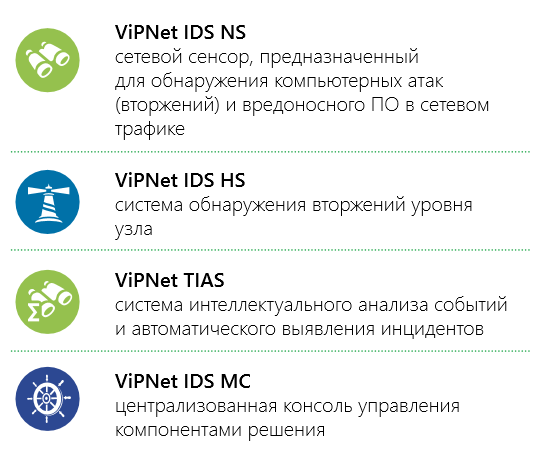 ViPNet IDS NS
сетевой сенсор, предназначенный
для обнаружения компьютерных атак
(вторжений) и вредоносного ПО в сетевом
трафике
ViPNet IDS HS
система обнаружения вторжений уровня
узла
ViPNet TIAS
система интеллектуального анализа событий
и автоматического выявления инцидентов
ViPNet IDS MC
централизованная консоль управления
компонентами решения